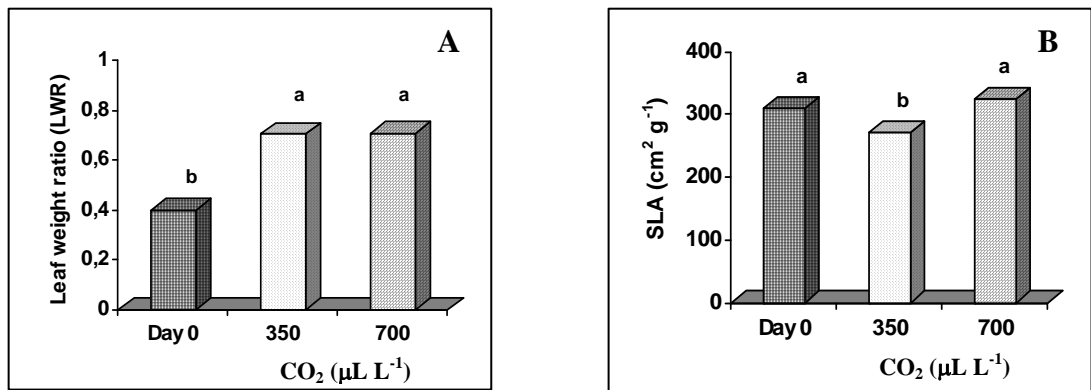 A
Leaf weight ratio (LWR)
1
0,8
0,6
0,4
0,2
0
b
a
a
Day 0 350 700
CO₂ (µL L⁻¹)
B
SLA (cm² g⁻¹)
400
300
200
100
0
a
b
a
Day 0 350 700
CO₂ (µL L⁻¹)